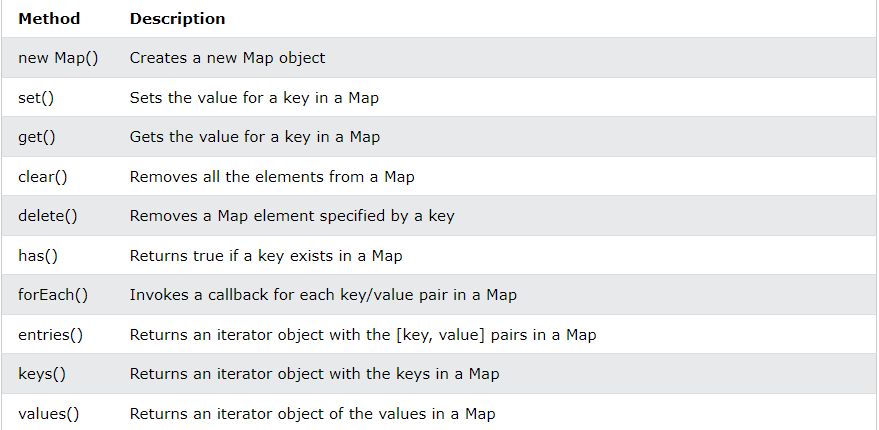 Method Description
new Map() Creates a new Map object
set() Sets the value for a key in a Map
get() Gets the value for a key in a Map
clear() Removes all the elements from a Map
delete() Removes a Map element specified by a key
has() Returns true if a key exists in a Map
forEach() Invokes a callback for each key/value pair in a Map
entries() Returns an iterator object with the [key, value] pairs in a Map
keys() Returns an iterator object with the keys in a Map
values() Returns an iterator object of the values in a Map